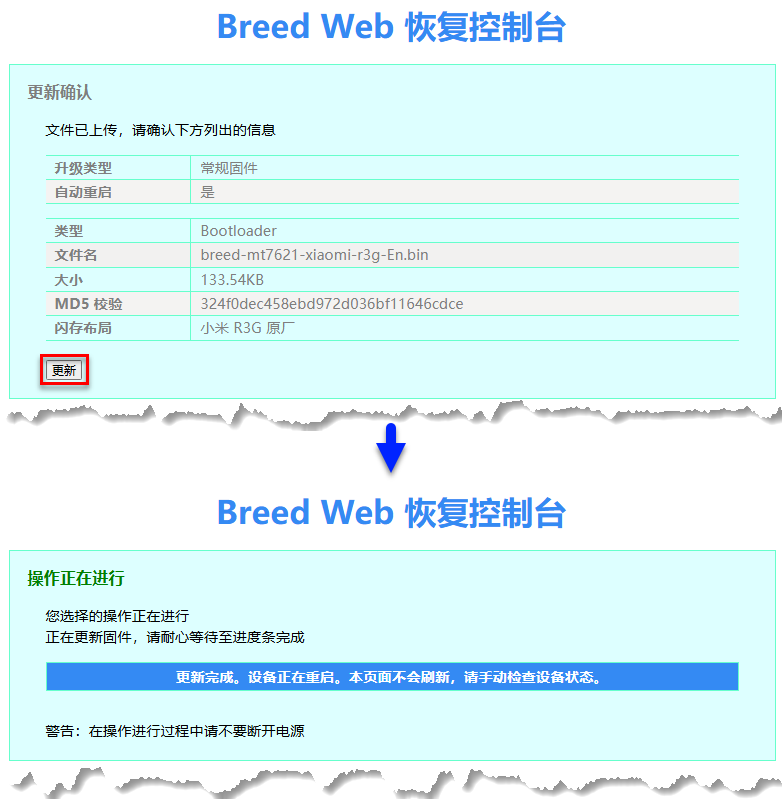 Breed Web 恢复控制台
更新确认
文件已上传，请确认下方列出的信息
升级类型 常规固件
自动重启 是
类型 Bootloader
文件名 breed-mt7621-xiaomi-r3g-En.bin
大小 133.54KB
MD5 校验 324f0dec458ebd972d036bf11646cdce
闪存布局 小米 R3G 原厂
更新
Breed Web 恢复控制台
操作正在进行
您选择的操作正在进行
正在更新固件，请耐心等待至进度条完成
更新完成。设备正在重启。本页面不会刷新，请手动检查设备状态。
警告：在操作进行过程中请不要断开电源